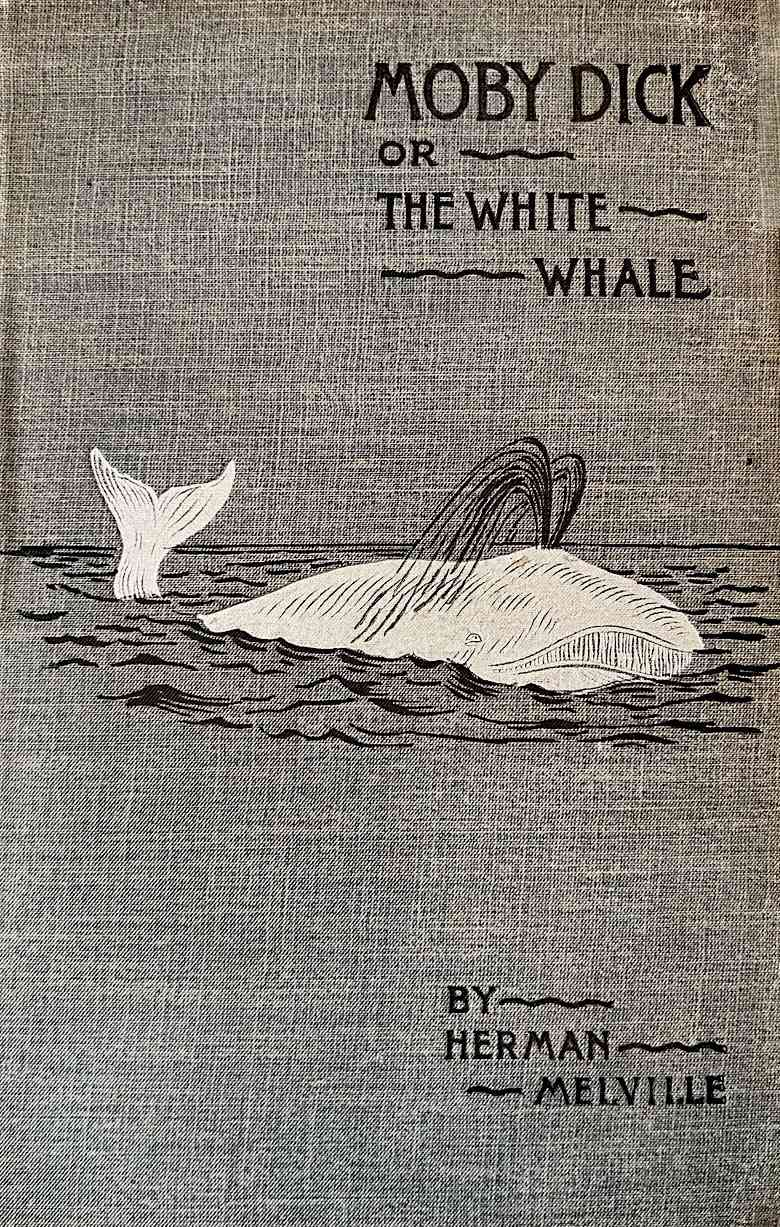 MOBY DICK
OR
THE WHITE
WHALE
BY
HERMAN
MELVILLE